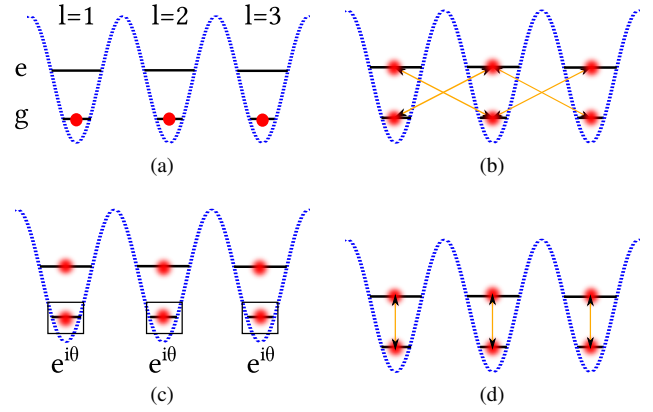 l=1 l=2 l=3
e
g
(a) (b)
e^{iθ} e^{iθ} e^{iθ}
(c) (d)